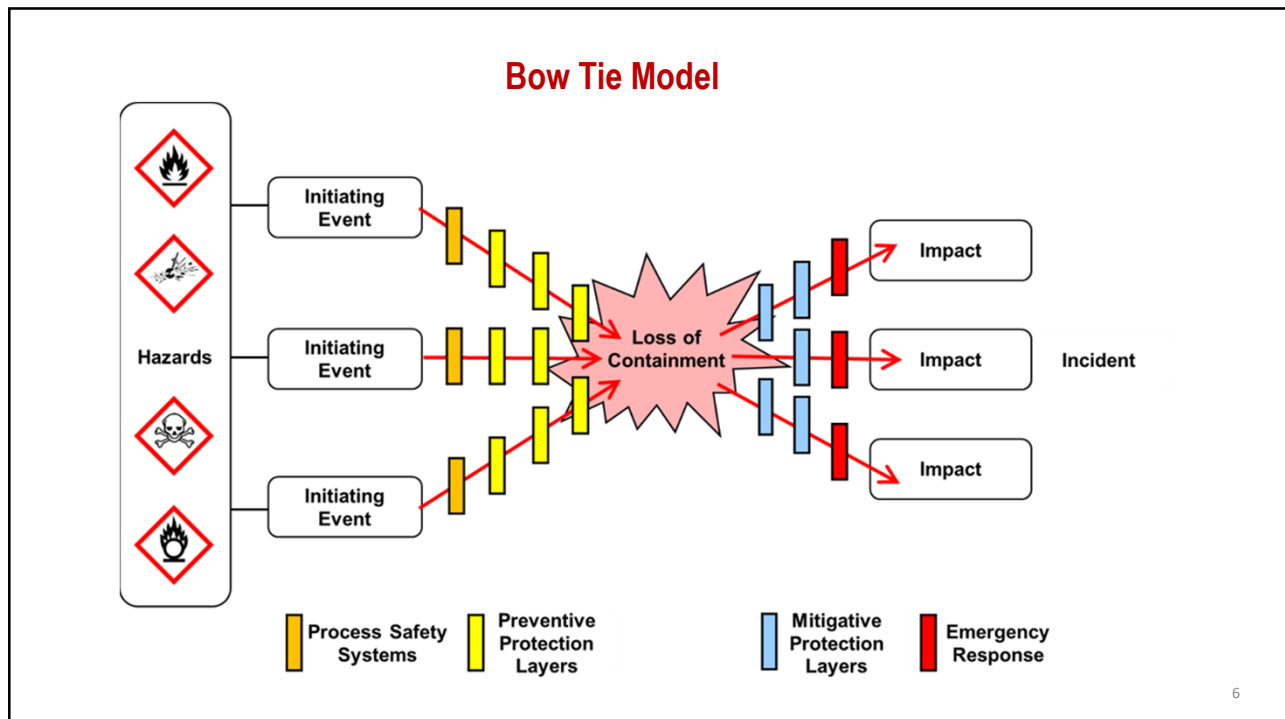 Bow Tie Model
Hazards
Initiating
Event
Initiating
Event
Initiating
Event
Loss of
Containment
Impact
Impact
Impact
Incident
Process Safety
Systems
Preventive
Protection
Layers
Mitigative
Protection
Layers
Emergency
Response
6